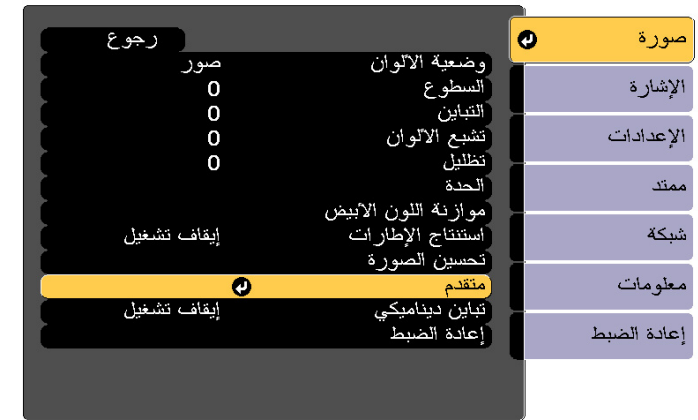 صورة
الإشارة
الإعدادات
ممتد
شبكة
معلومات
إعادة الضبط
رجوع
وضعية الألوان صور
السطوع 0
التباين 0
تشبع الألوان 0
تظليل 0
الحدة
موازنة اللون الأبيض
استنتاج الإطارات إيقاف تشغيل
تحسين الصورة
متقدم
تباين ديناميكي إيقاف تشغيل
إعادة الضبط